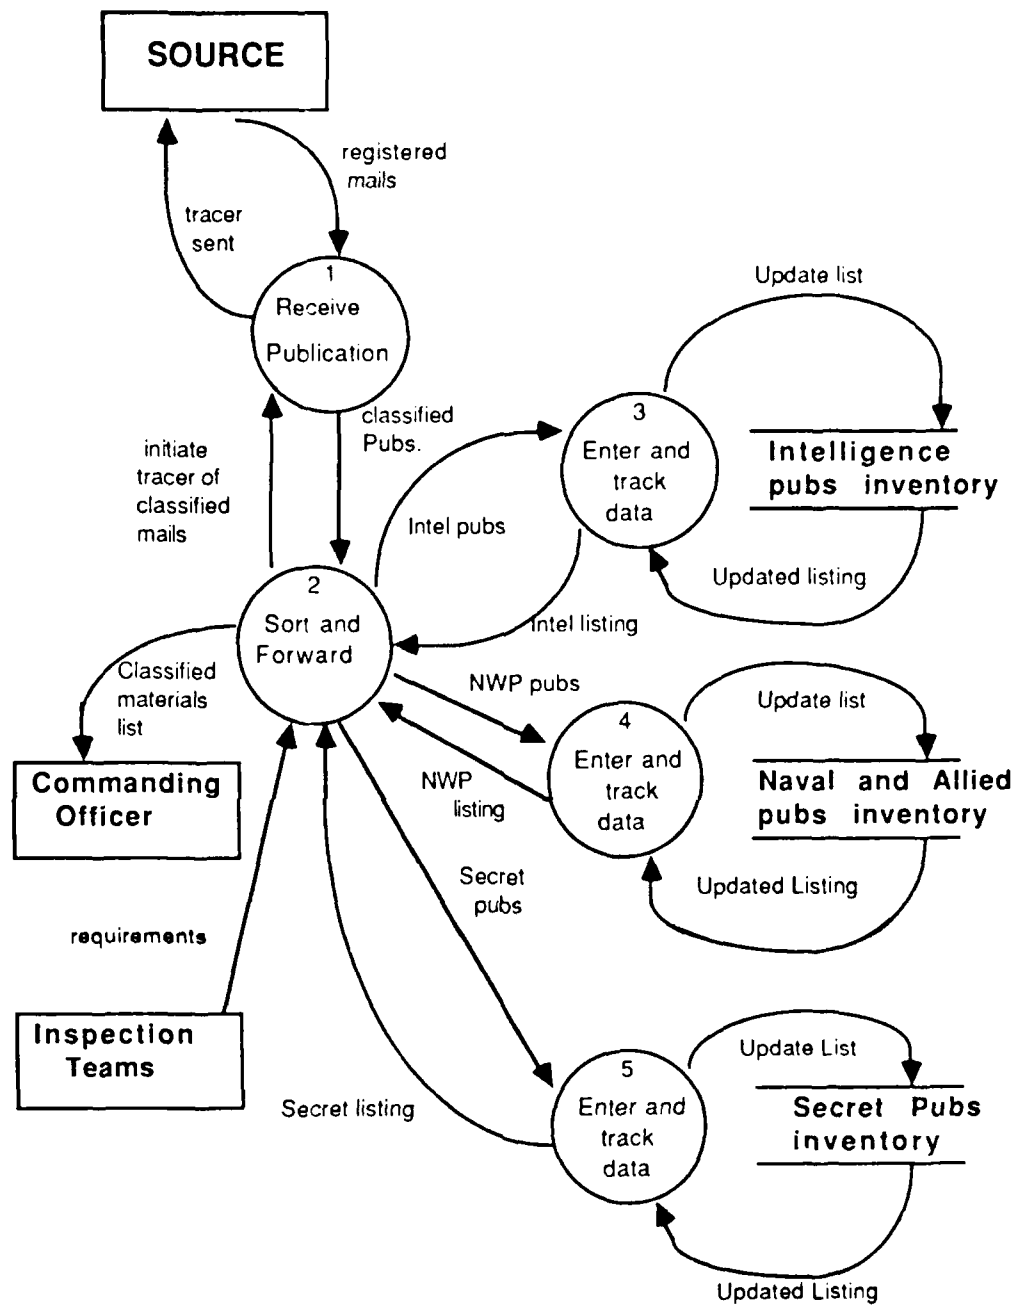 SOURCE
registered
mails
tracer
sent
1
Receive
Publication
Update list
initiate
tracer of
classified
mails
classified
Pubs.
3
Enter and
track
data
Intelligence
pubs inventory
Intel pubs
Updated listing
2
Sort and
Forward
Intel listing
Classified
materials
list
NWP pubs
4
Enter and
track
data
Update list
Commanding
Officer
NWP
listing
Naval and Allied
pubs inventory
Secret
pubs
Updated Listing
requirements
Inspection
Teams
Secret listing
5
Enter and
track
data
Update List
Secret Pubs
inventory
Updated Listing